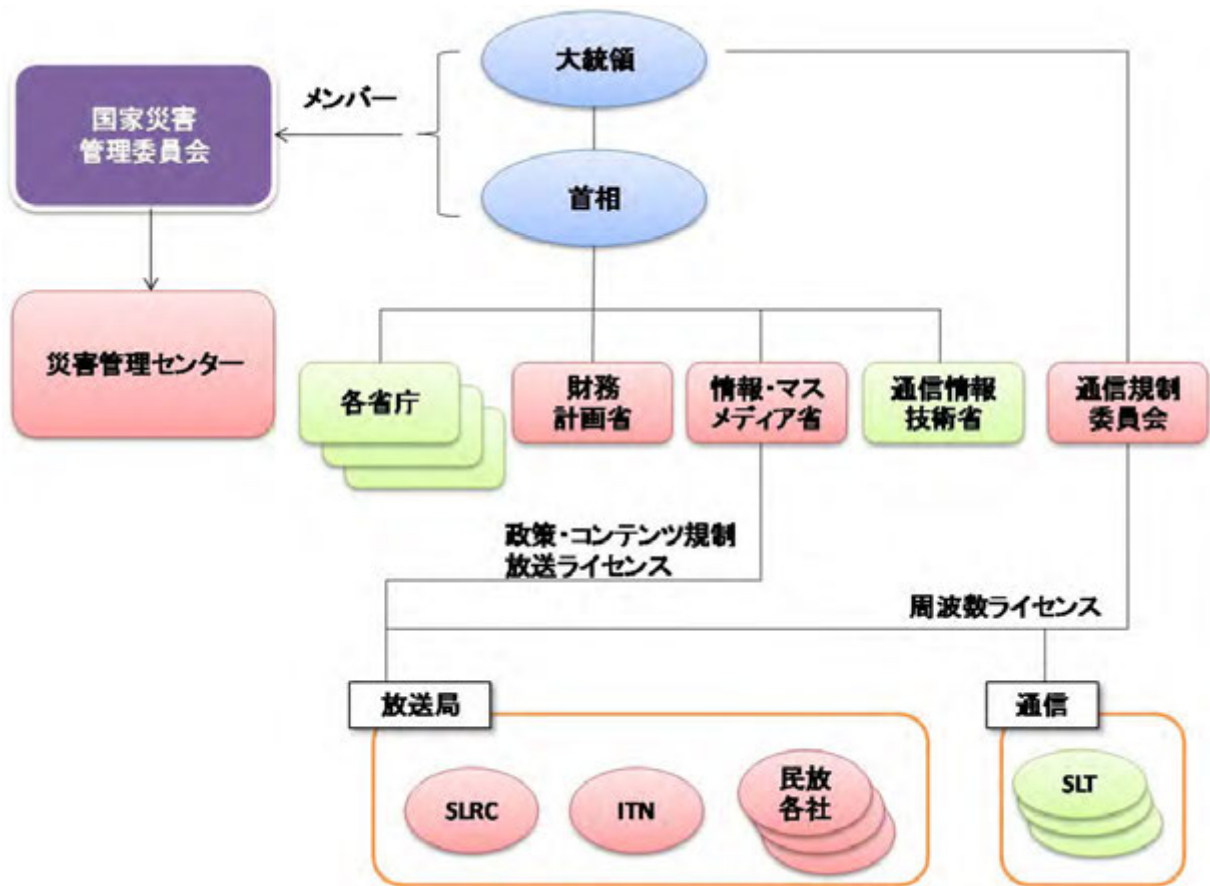 大統領
メンバー
国家災害
管理委員会
首相
災害管理センター
各省庁
財務
計画省
情報・マス
メディア省
通信情報
技術省
通信規制
委員会
政策・コンテンツ規制
放送ライセンス
周波数ライセンス
放送局
通信
SLRC
ITN
民放
各社
SLT